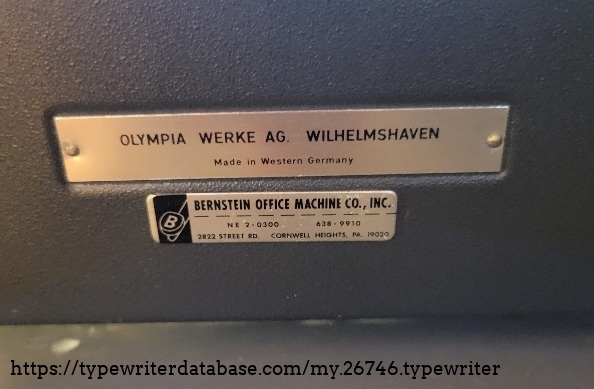 OLYMPIA WERKE AG. WILHELMSHAVEN
Made in Western Germany
BERNSTEIN OFFICE MACHINE CO., INC.
B
NE 2-0300 638-9910
2822 STREET RD. CORNWELL HEIGHTS, PA. 19020
https://typewriterdatabase.com/my.26746.typewriter